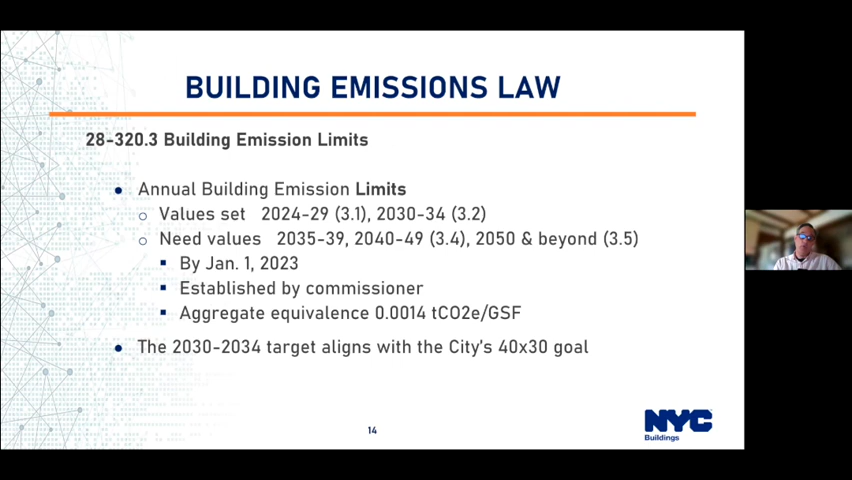 BUILDING EMISSIONS LAW
28-320.3 Building Emission Limits
● Annual Building Emission Limits
○ Values set 2024-29 (3.1), 2030-34 (3.2)
○ Need values 2035-39, 2040-49 (3.4), 2050 & beyond (3.5)
▪ By Jan. 1, 2023
▪ Established by commissioner
▪ Aggregate equivalence 0.0014 tCO2e/GSF
● The 2030-2034 target aligns with the City's 40x30 goal
14
NYC
Buildings